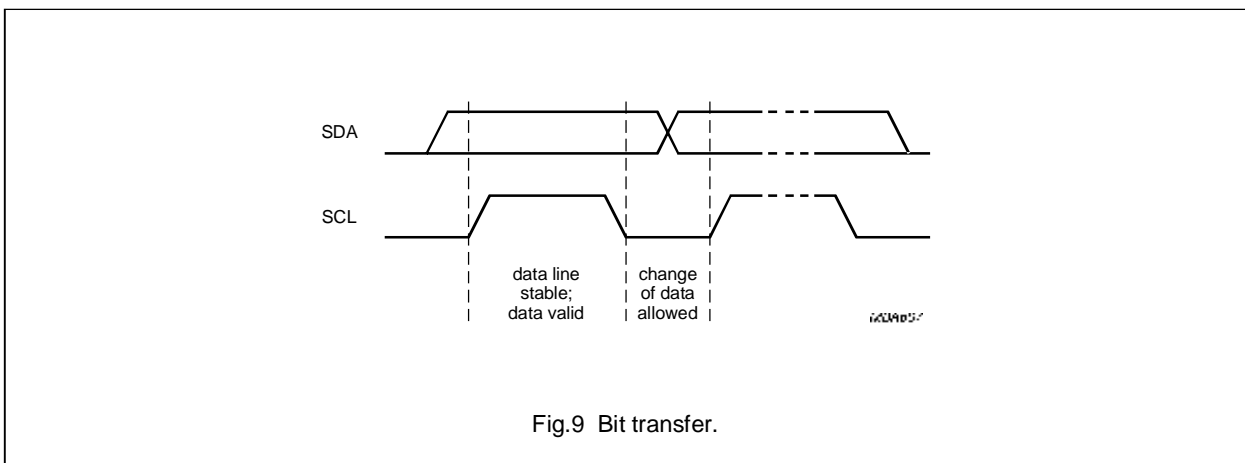 SDA
SCL
data line
stable;
data valid
change
of data
allowed
Fig.9 Bit transfer.